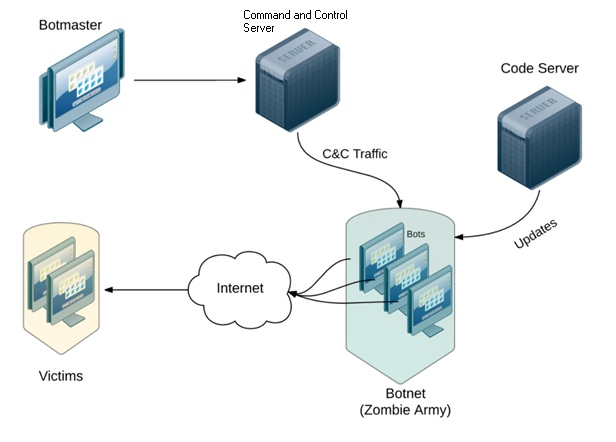 Botmaster
Command and Control
Server
SERVER
Code Server
SERVER
C&C Traffic
Updates
Bots
Internet
Victims
Botnet
(Zombie Army)